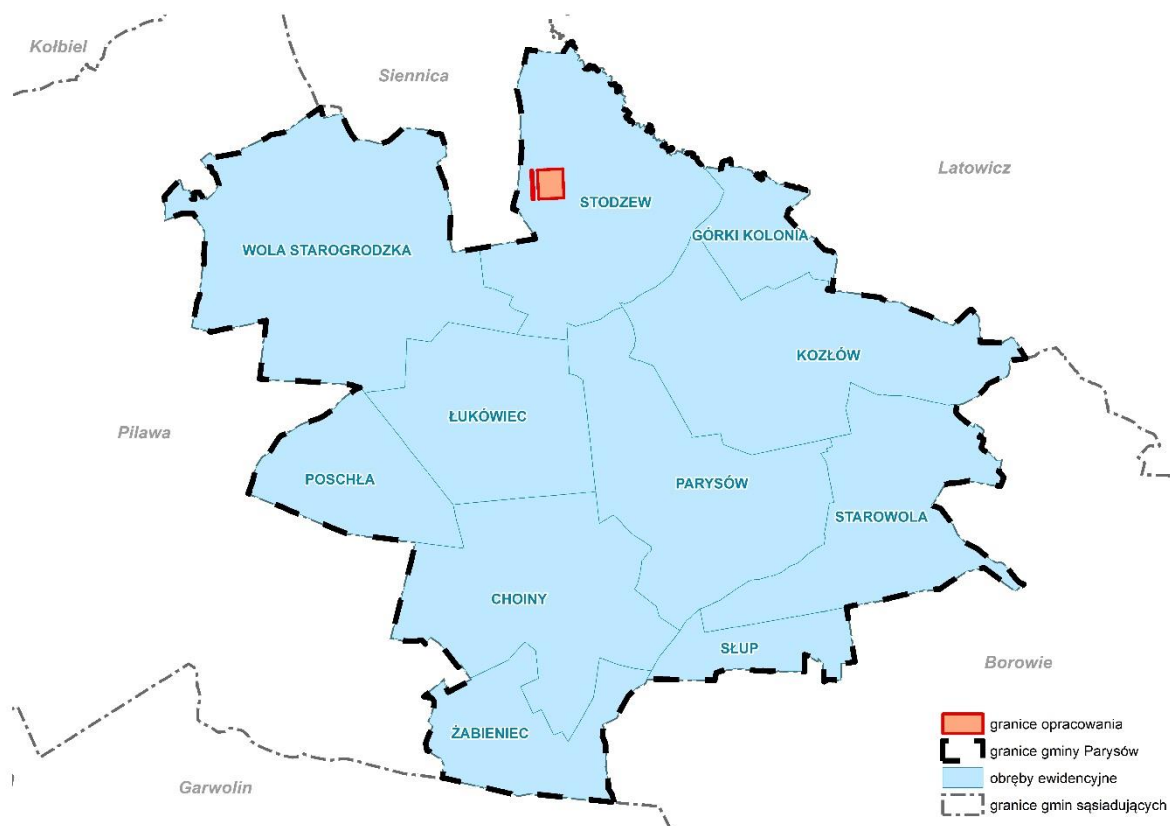 Kołbiel
Siennica
Latowicz
STODZEW
GÓRKI KOLONIA
WOLA STAROGRODZKA
KOZŁÓW
ŁUKÓWIEC
Pilawa
POSCHŁA
PARYSÓW
STAROWOLA
CHOINY
SŁUP
Borowie
ŻABIENIEC
Garwolin
granice opracowania
granice gminy Parysów
obręby ewidencyjne
granice gmin sąsiadujących